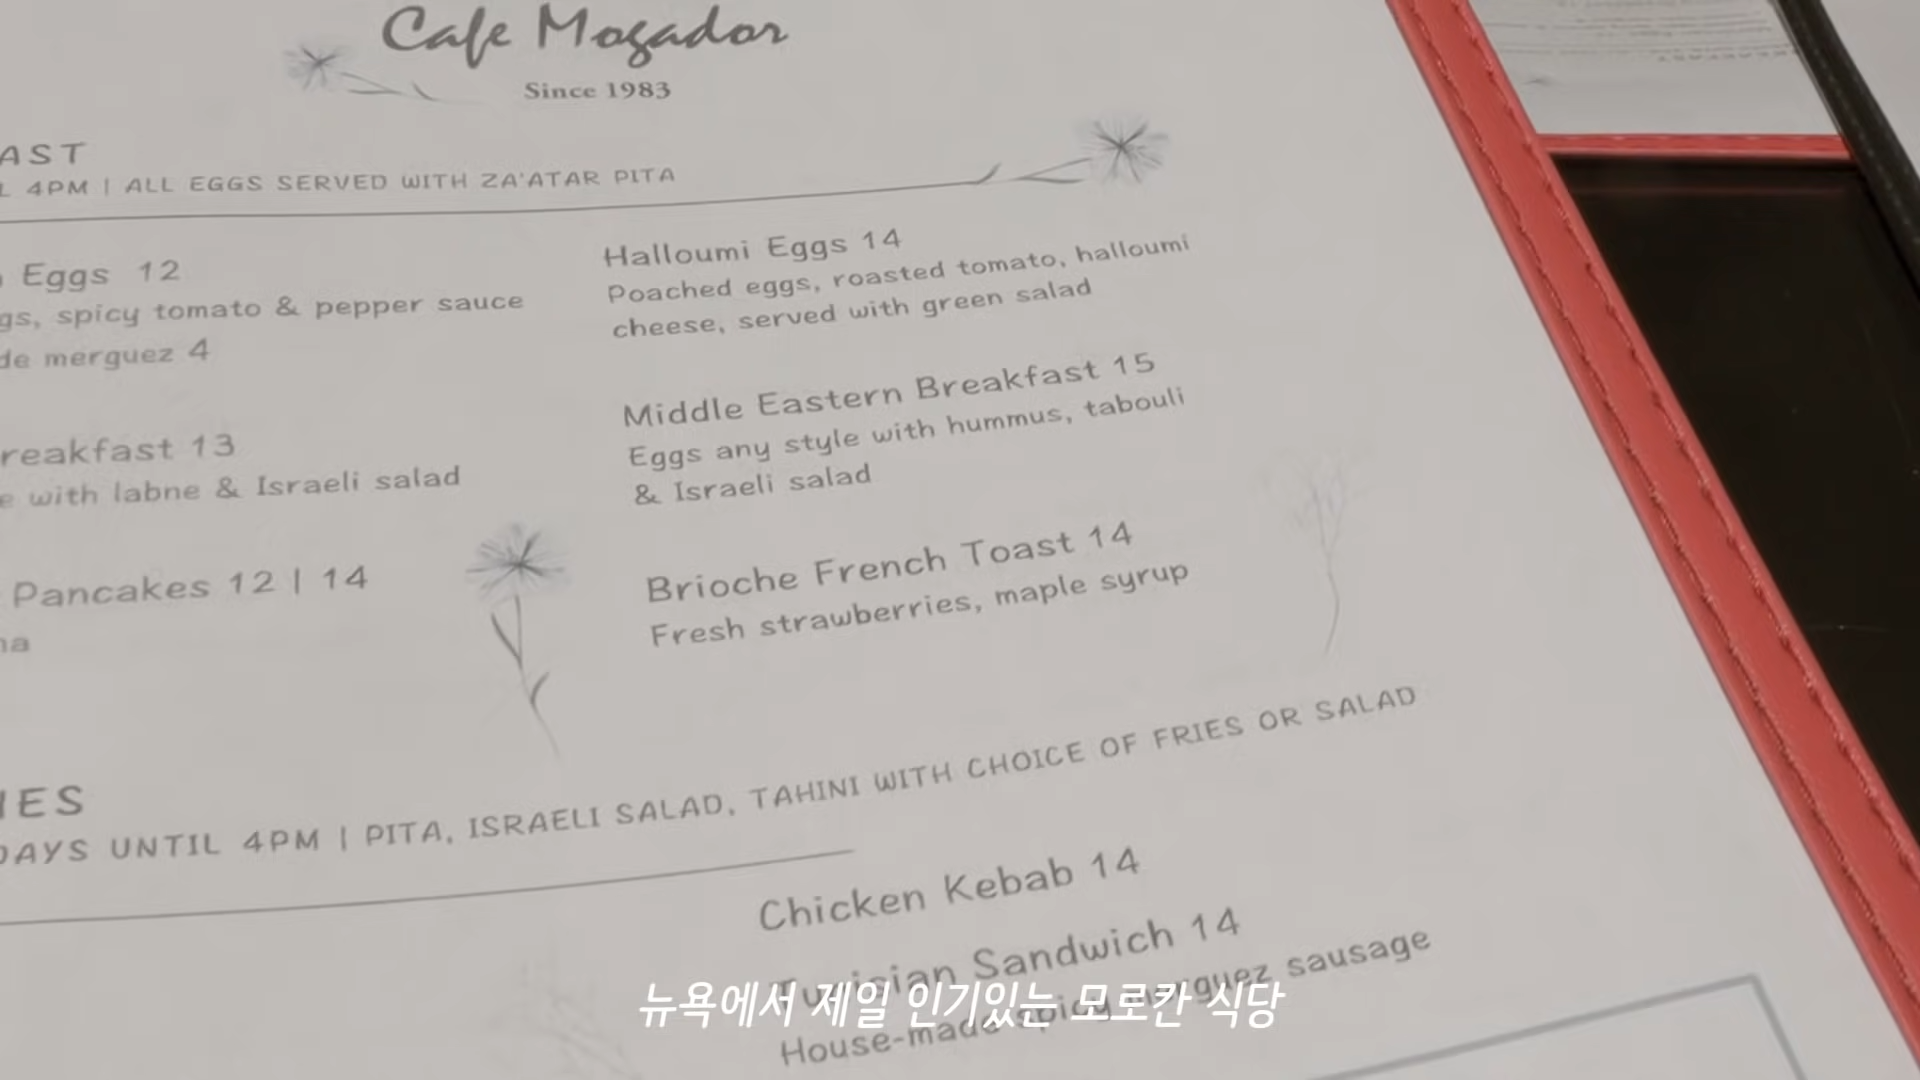 Cafe Mogador
Since 1983
AST
L 4PM | ALL EGGS SERVED WITH ZA'ATAR PITA
Eggs 12
gs, spicy tomato & pepper sauce
de merguez 4
reakfast 13
e with labne & Israeli salad
Pancakes 12 | 14
na
Halloumi Eggs 14
Poached eggs, roasted tomato, halloumi
cheese, served with green salad
Middle Eastern Breakfast 15
Eggs any style with hummus, tabouli
& Israeli salad
Brioche French Toast 14
Fresh strawberries, maple syrup
IES
DAYS UNTIL 4PM | PITA, ISRAELI SALAD, TAHINI WITH CHOICE OF FRIES OR SALAD
Chicken Kebab 14
Tunisian Sandwich 14
House-made spicy merguez sausage
뉴욕에서 제일 인기있는 모로칸 식당